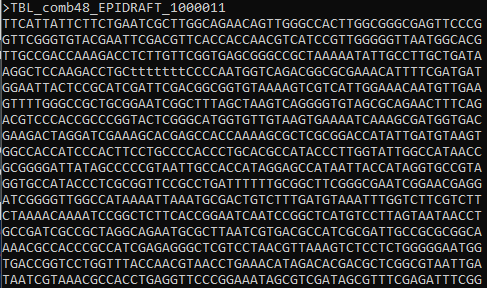 >TBL_comb48_EPIDRAFT_1000011
TTCATTATTCTTCTGAATCGCTTGGCAGAACAGTTGGGCCACTTGGCGGGCGAGTTCCCG
GTTCGGGTGTACGAATTCGACGTTCACCACCAACGTCATCCGTTGGGGGTTAATGGCACG
TTGCCGACCAAAGACCTCTTGTTCGGTGAGCGGGCCGCTAAAAATATTGCCTTGCTGATA
AGGCTCCAAGACCTGCttttttttCCCCAATGGTCAGACGGCGCGAAACATTTTCGATGAT
GGAATTACTCCGCATCGATTCGACGGCGGTGTAAAAGTCGTCATTGGAAACAATGTTGAA
GTTTTGGGCCGCTGCGGAATCGGCTTTAGCTAAGTCAGGGGTGTAGCGCAGAACTTTCAG
ACGTCCCACCGCCCGGTACTCGGGCATGGTGTTGTAAGTGAAAATCAAAGCGATGGTGAC
GAAGACTAGGATCGAAAGCACGAGCCACCAAAAGCGCTCGCGGACCATATTGATGTAAGT
GGCCACCATCCCACTTCCTGCCCCACCCTGCACGCCATACCCTTGGTATTGGCCATAACC
GCGGGGATTATAGCCCCCGTAATTGCCACCATAGGAGCCATAATTACCATAGGTGCCGTA
GGTGCCATACCCTCGCGGTTCCGCCTGATTTTTTGCGGCTTCGGGCGAATCGGAACGAGG
ATCGGGGTTGGCCATAAAATTAAATGCGACTGTCTTTGATGTAAATTTGGTCTTCGTCTT
CTAAAACAAAATCCGGCTCTTCACCGGAATCAATCCGGCTCATGTCCTTAGTAATAACCT
GCCGATCGCCGCTAGGCAGAATGCGCTTAATCGTGACGCCATCGCGATTGCCGCGCGGCA
AAACGCCACCCGCCATCGAGAGGGCTCGTCCTAACGTTAAAGTCTCCTCTGGGGGAATGG
TGACCGGTCCTGGTTTACCAACGTAACCTGAAACATAGACACGACGCTCGGCGTAATTGA
TAATCGTAAACGCCACCTGAGGTTCCCGGAAATAGCGTCGATAGCGTTTCGAGATTTCGG